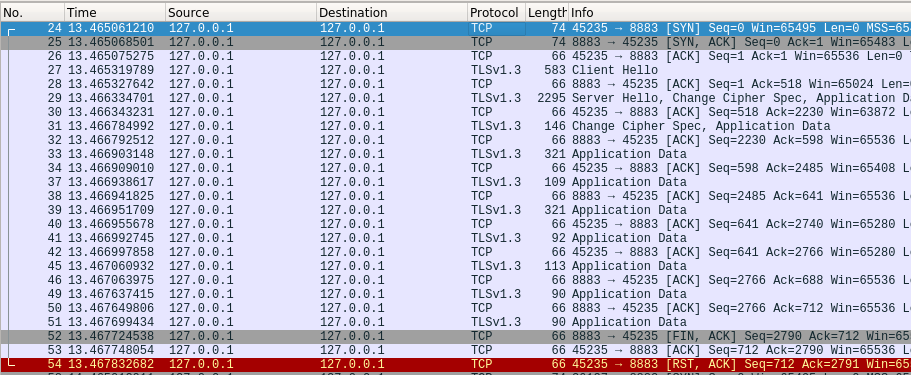 No. Time Source Destination Protocol Length Info
24 13.465061210 127.0.0.1 127.0.0.1 TCP 74 45235 → 8883 [SYN] Seq=0 Win=65495 Len=0 MSS=65
25 13.465068501 127.0.0.1 127.0.0.1 TCP 74 8883 → 45235 [SYN, ACK] Seq=0 Ack=1 Win=65483 L
26 13.465075275 127.0.0.1 127.0.0.1 TCP 66 45235 → 8883 [ACK] Seq=1 Ack=1 Win=65536 Len=0
27 13.465319789 127.0.0.1 127.0.0.1 TLSv1.3 583 Client Hello
28 13.465327642 127.0.0.1 127.0.0.1 TCP 66 8883 → 45235 [ACK] Seq=1 Ack=518 Win=65024 Len=
29 13.466334701 127.0.0.1 127.0.0.1 TLSv1.3 2295 Server Hello, Change Cipher Spec, Application D
30 13.466343231 127.0.0.1 127.0.0.1 TCP 66 45235 → 8883 [ACK] Seq=518 Ack=2230 Win=63872 L
31 13.466784992 127.0.0.1 127.0.0.1 TLSv1.3 146 Change Cipher Spec, Application Data
32 13.466792512 127.0.0.1 127.0.0.1 TCP 66 8883 → 45235 [ACK] Seq=2230 Ack=598 Win=65536 L
33 13.466903148 127.0.0.1 127.0.0.1 TLSv1.3 321 Application Data
34 13.466909010 127.0.0.1 127.0.0.1 TCP 66 45235 → 8883 [ACK] Seq=598 Ack=2485 Win=65408 L
37 13.466938617 127.0.0.1 127.0.0.1 TLSv1.3 109 Application Data
38 13.466941825 127.0.0.1 127.0.0.1 TCP 66 8883 → 45235 [ACK] Seq=2485 Ack=641 Win=65536 L
39 13.466951709 127.0.0.1 127.0.0.1 TLSv1.3 321 Application Data
40 13.466955678 127.0.0.1 127.0.0.1 TCP 66 45235 → 8883 [ACK] Seq=641 Ack=2740 Win=65280 L
41 13.466992745 127.0.0.1 127.0.0.1 TLSv1.3 92 Application Data
42 13.466997858 127.0.0.1 127.0.0.1 TCP 66 45235 → 8883 [ACK] Seq=641 Ack=2766 Win=65280 L
45 13.467060932 127.0.0.1 127.0.0.1 TLSv1.3 113 Application Data
46 13.467063975 127.0.0.1 127.0.0.1 TCP 66 8883 → 45235 [ACK] Seq=2766 Ack=688 Win=65536 L
49 13.467637415 127.0.0.1 127.0.0.1 TLSv1.3 90 Application Data
50 13.467649806 127.0.0.1 127.0.0.1 TCP 66 8883 → 45235 [ACK] Seq=2766 Ack=712 Win=65536 L
51 13.467699434 127.0.0.1 127.0.0.1 TLSv1.3 90 Application Data
52 13.467724538 127.0.0.1 127.0.0.1 TCP 66 8883 → 45235 [FIN, ACK] Seq=2790 Ack=712 Win=65
53 13.467748054 127.0.0.1 127.0.0.1 TCP 66 45235 → 8883 [ACK] Seq=712 Ack=2790 Win=65536 L
54 13.467832682 127.0.0.1 127.0.0.1 TCP 66 45235 → 8883 [RST, ACK] Seq=712 Ack=2791 Win=65